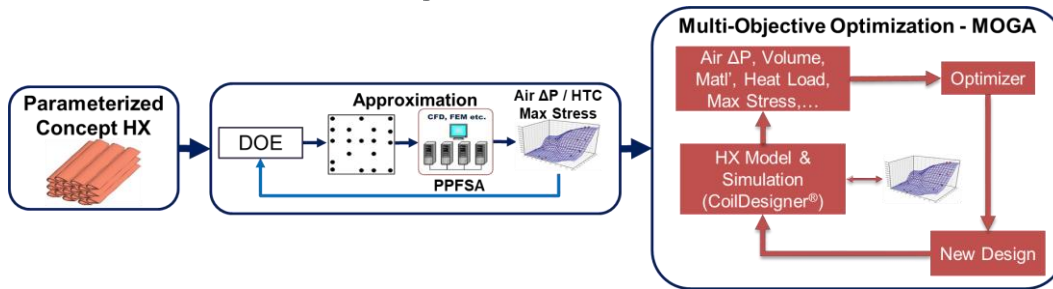 Parameterized
Concept HX
DOE
Approximation
CFD, FEM etc.
PPFSA
Air ΔP / HTC
Max Stress
Multi-Objective Optimization - MOGA
Air ΔP, Volume,
Matl', Heat Load,
Max Stress,...
Optimizer
HX Model &
Simulation
(CoilDesigner®)
New Design